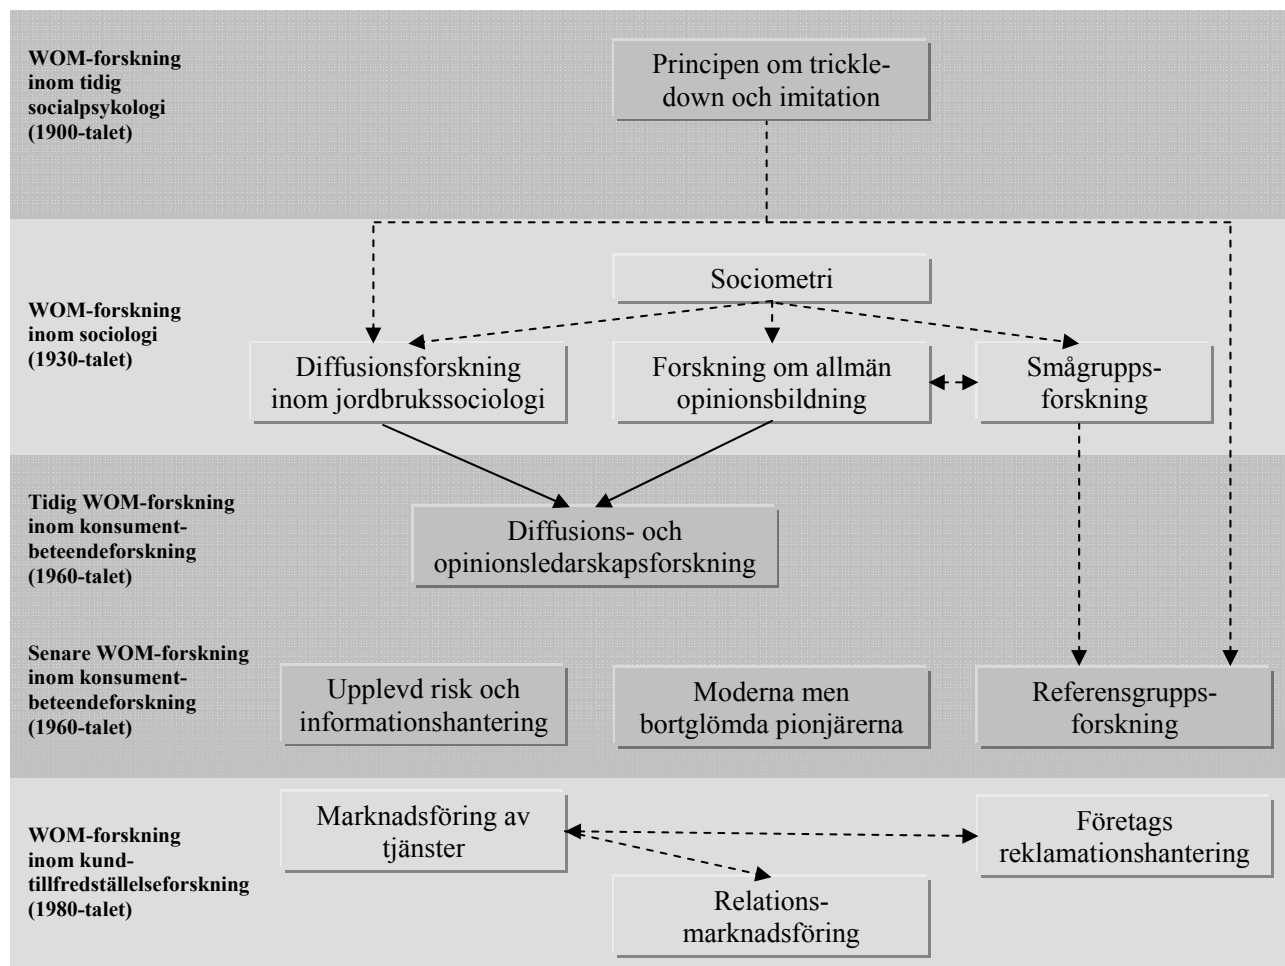 WOM-forskning
inom tidig
socialpsykologi
(1900-talet)
Principen om trickle-
down och imitation
WOM-forskning
inom sociologi
(1930-talet)
Sociometri
Diffusionsforskning
inom jordbrukssociologi
Forskning om allmän
opinionsbildning
Smågrupps-
forskning
Tidig WOM-forskning
inom konsument-
beteendeforskning
(1960-talet)
Diffusions- och
opinionsledarskapsforskning
Senare WOM-forskning
inom konsument-
beteendeforskning
(1960-talet)
Upplevd risk och
informationshantering
Moderna men
bortglömda pionjärerna
Referensgrupps-
forskning
WOM-forskning
inom kund-
tillfredställelseforskning
(1980-talet)
Marknadsföring av
tjänster
Företags
reklamationshantering
Relations-
marknadsföring